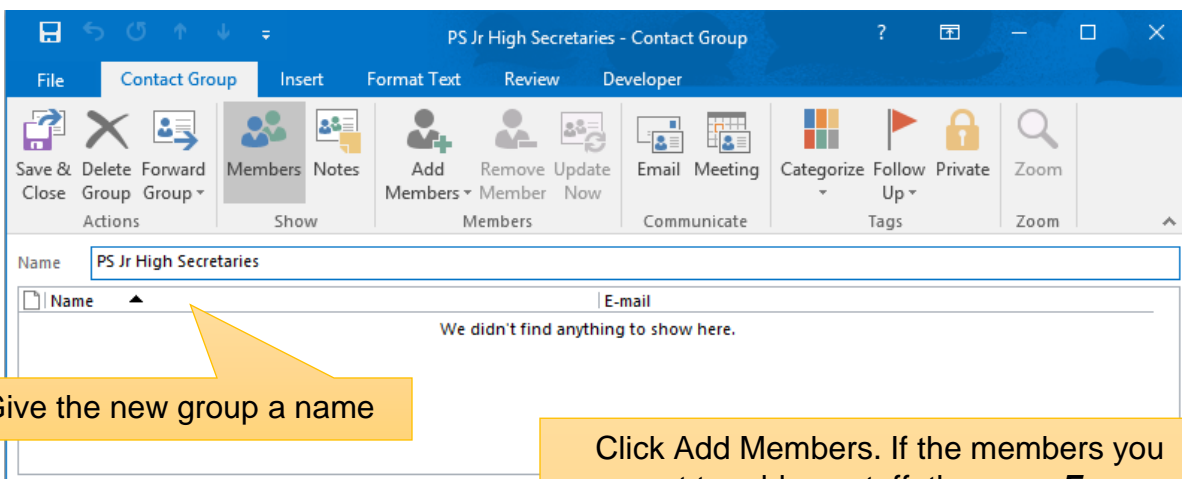 PS Jr High Secretaries - Contact Group ?
File Contact Group Insert Format Text Review Developer
Save & Close Delete Group Forward Group Members Notes Add Members Remove Member Update Now Email Meeting Categorize Follow Up Private Zoom
Actions Show Members Communicate Tags Zoom
Name PS Jr High Secretaries
Name E-mail
We didn't find anything to show here.
Give the new group a name
Click Add Members. If the members you